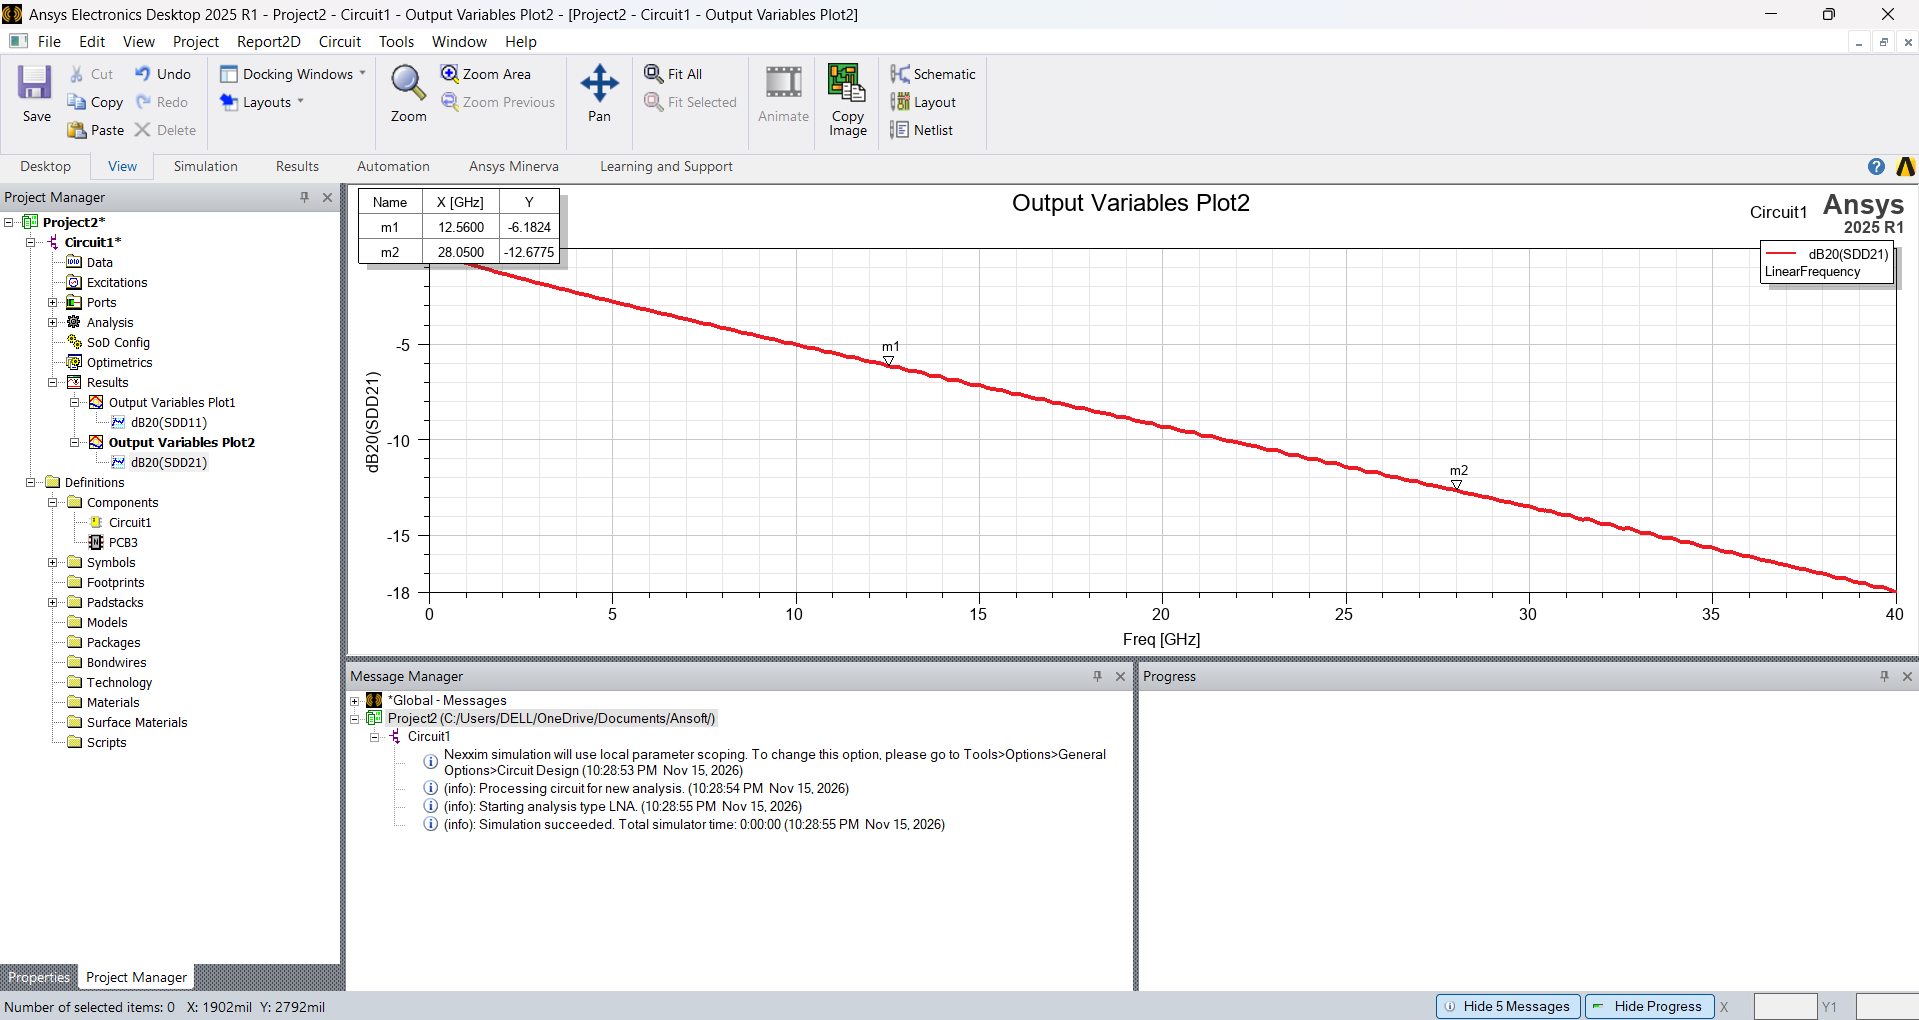 Ansys Electronics Desktop 2025 R1 - Project2 - Circuit1 - Output Variables Plot2 - [Project2 - Circuit1 - Output Variables Plot2]
File Edit View Project Report2D Circuit Tools Window Help
Save
Cut
Copy
Paste
Undo
Redo
Delete
Docking Windows
Layouts
Zoom
Zoom Area
Zoom Previous
Pan
Fit All
Fit Selected
Animate
Copy
Image
Schematic
Layout
Netlist
Desktop View Simulation Results Automation Ansys Minerva Learning and Support
Project Manager
Project2*
Circuit1*
Data
Excitations
Ports
Analysis
SoD Config
Optimetrics
Results
Output Variables Plot1
dB20(SDD11)
Output Variables Plot2
dB20(SDD21)
Definitions
Components
Circuit1
PCB3
Symbols
Footprints
Padstacks
Models
Packages
Bondwires
Technology
Materials
Surface Materials
Scripts
Properties Project Manager
Name X [GHz] Y
m1 12.5600 -6.1824
m2 28.0500 -12.6775
Output Variables Plot2
Circuit1 Ansys
2025 R1
dB20(SDD21)
LinearFrequency
m1
m2
dB20(SDD21)
-5
-10
-15
-18
0 5 10 15 20 25 30 35 40
Freq [GHz]
Message Manager
*Global - Messages
Project2 (C:/Users/DELL/OneDrive/Documents/Ansoft/)
Circuit1
Nexxim simulation will use local parameter scoping. To change this option, please go to Tools>Options>General
Options>Circuit Design (10:28:53 PM Nov 15, 2026)
(info): Processing circuit for new analysis. (10:28:54 PM Nov 15, 2026)
(info): Starting analysis type LNA. (10:28:55 PM Nov 15, 2026)
(info): Simulation succeeded. Total simulator time: 0:00:00 (10:28:55 PM Nov 15, 2026)
Progress
Number of selected items: 0 X: 1902mil Y: 2792mil
Hide 5 Messages Hide Progress X Y1